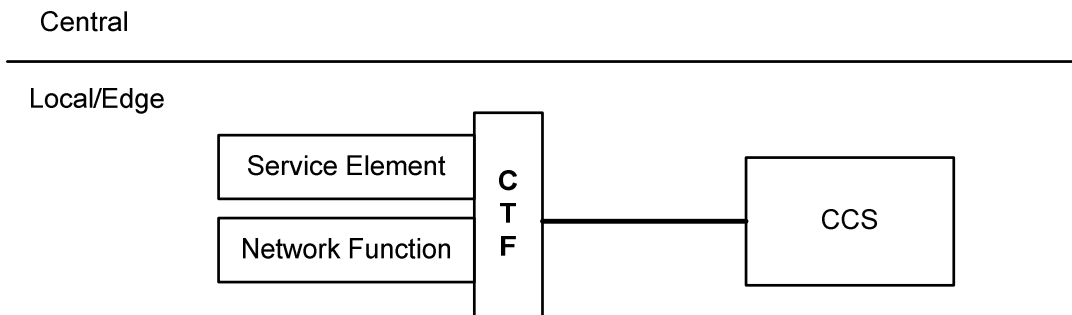 Central
Local/Edge
Service Element
Network Function
C
T
F
CCS